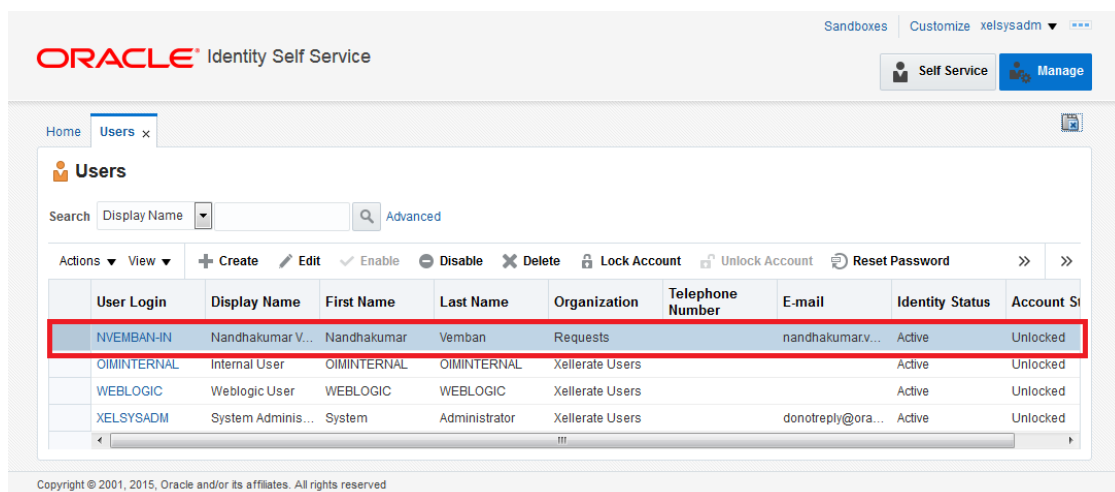 Sandboxes Customize xelsysadm
ORACLE Identity Self Service
Self Service Manage
Home Users x
Users
Search Display Name Advanced
Actions View Create Edit Enable Disable Delete Lock Account Unlock Account Reset Password
User Login Display Name First Name Last Name Organization Telephone Number E-mail Identity Status Account St
NVEMBAN-IN Nandhakumar V... Nandhakumar Vemban Requests nandhakumar.v... Active Unlocked
OIMINTERNAL Internal User OIMINTERNAL OIMINTERNAL Xellerate Users Active Unlocked
WEBLOGIC Weblogic User WEBLOGIC WEBLOGIC Xellerate Users Active Unlocked
XELSYSADM System Adminis... System Administrator Xellerate Users donotreply@ora... Active Unlocked
Copyright © 2001, 2015, Oracle and/or its affiliates. All rights reserved